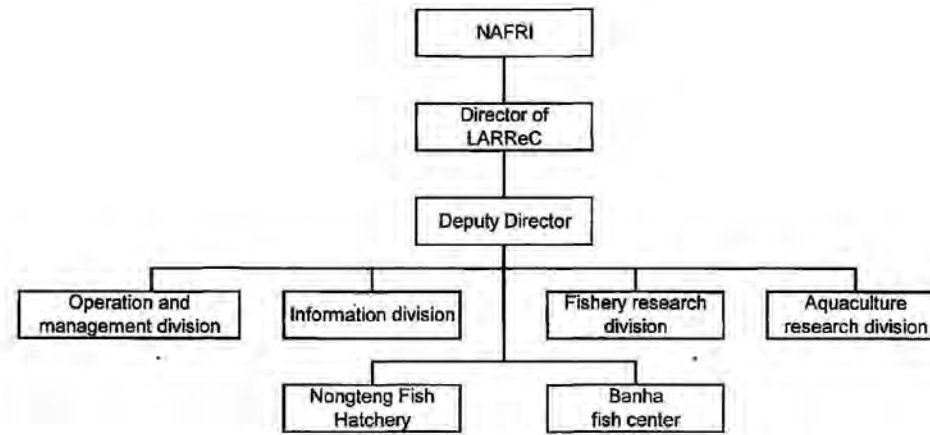 NAFRI
Director of
LARReC
Deputy Director
Operation and
management division
Information division
Fishery research
division
Aquaculture
research division
Nongteng Fish
Hatchery
Banha
fish center